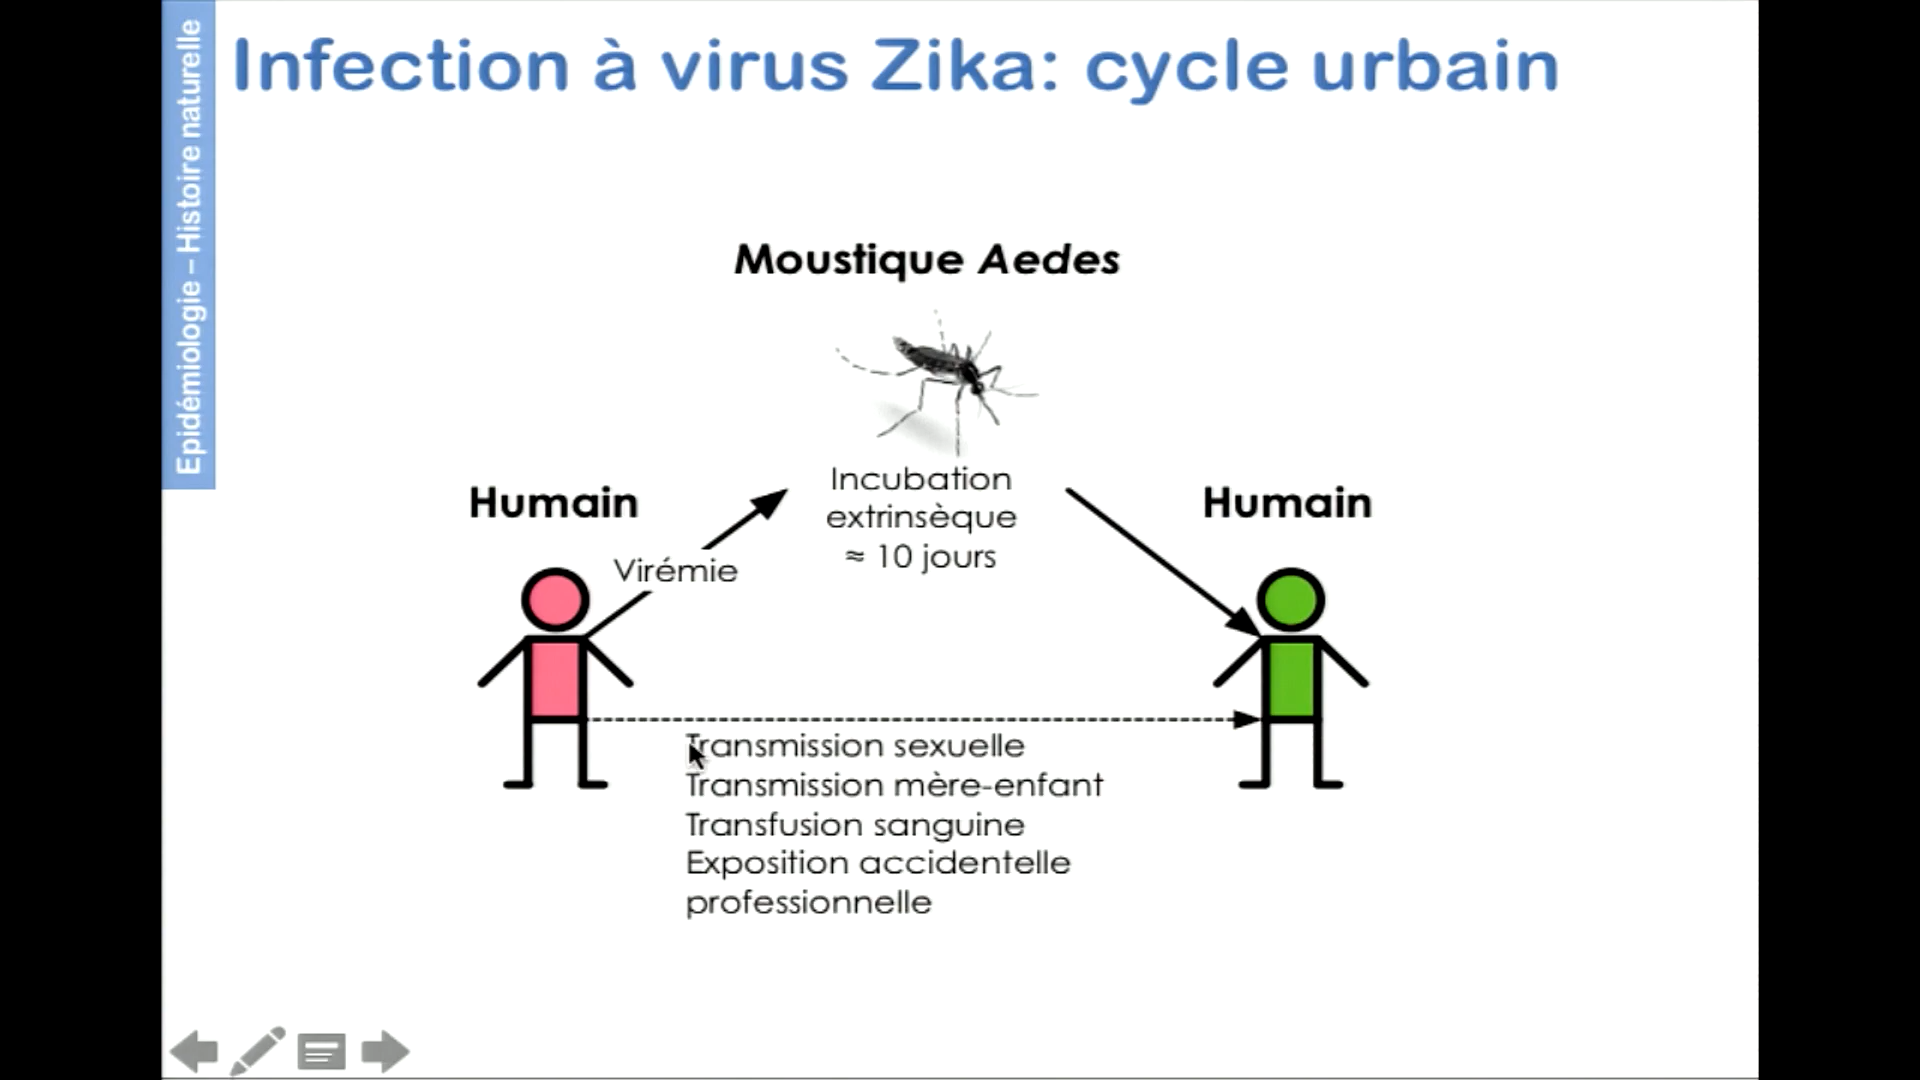 Infection à virus Zika: cycle urbain
Epidémiologie – Histoire naturelle
Moustique Aedes
Incubation
extrinsèque
≈ 10 jours
Humain
Virémie
Humain
Transmission sexuelle
Transmission mère-enfant
Transfusion sanguine
Exposition accidentelle
professionnelle